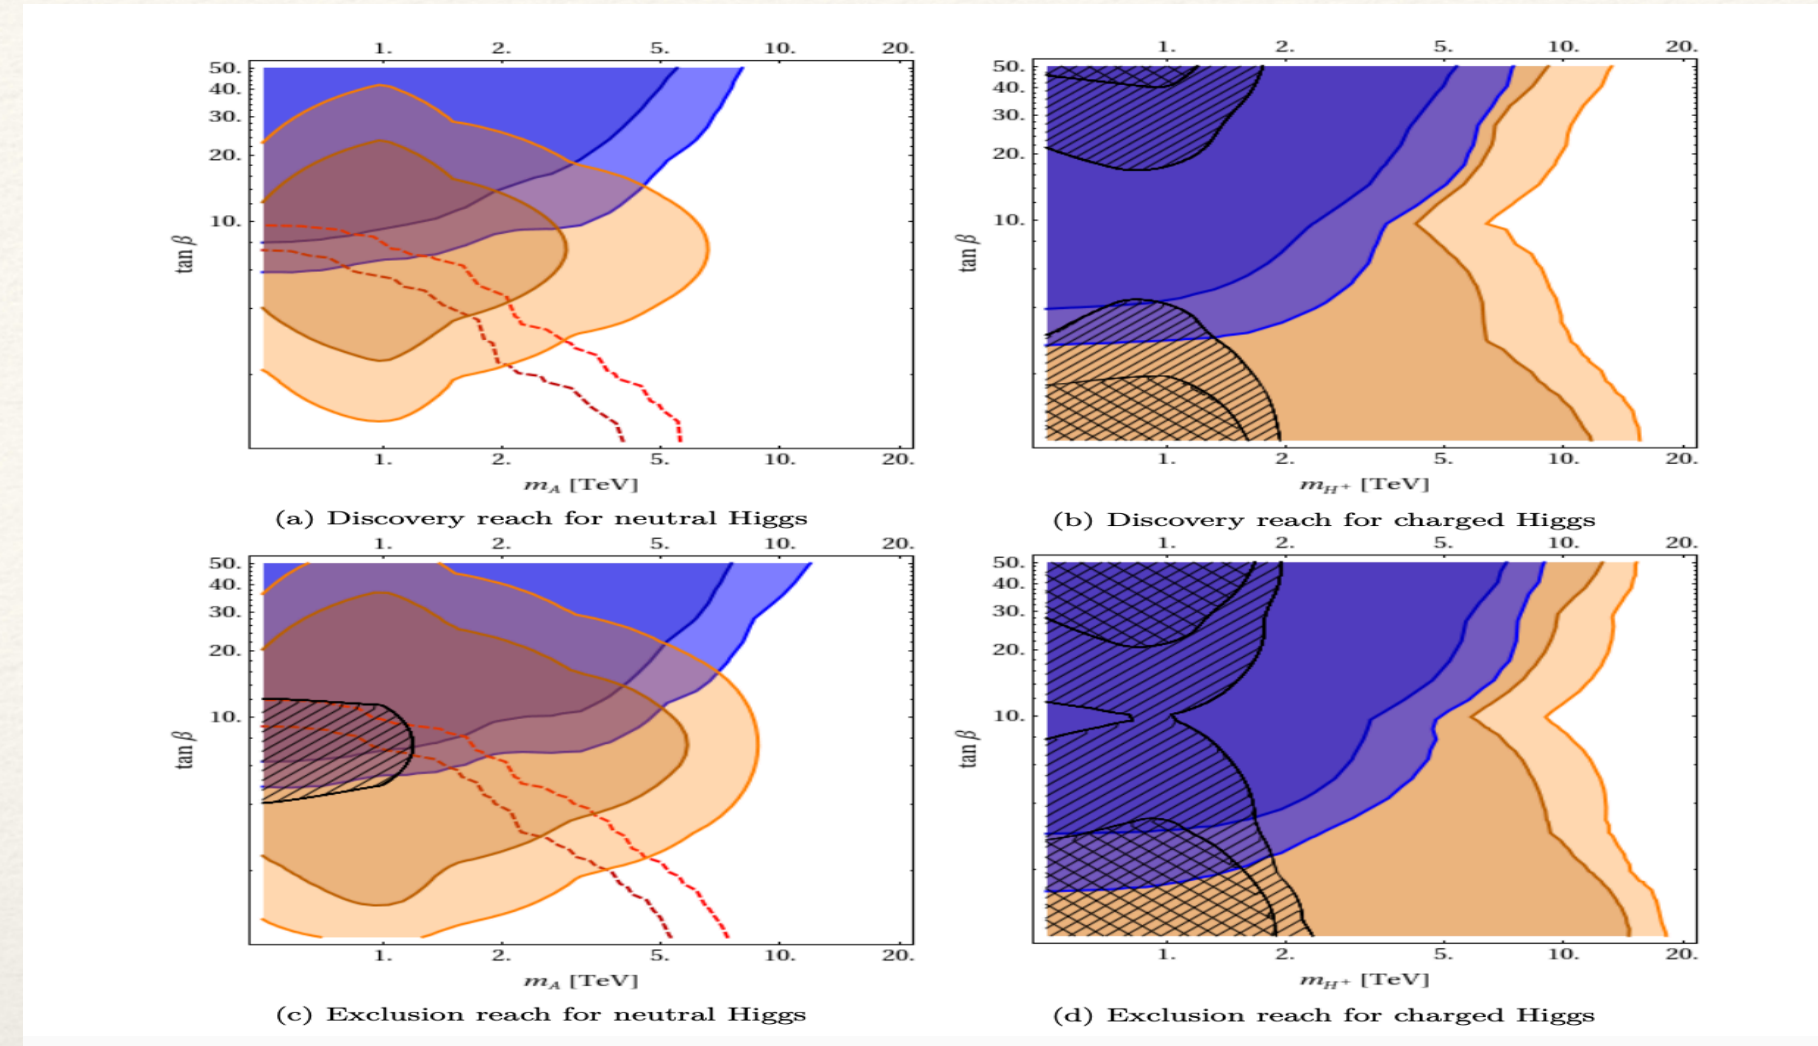 1. 2. 5. 10. 20.
50.
40.
30.
20.
10.
tan β
1. 2. 5. 10. 20.
m_A [TeV]
(a) Discovery reach for neutral Higgs
1. 2. 5. 10. 20.
50.
40.
30.
20.
10.
tan β
1. 2. 5. 10. 20.
m_{H^+} [TeV]
(b) Discovery reach for charged Higgs
1. 2. 5. 10. 20.
50.
40.
30.
20.
10.
tan β
1. 2. 5. 10. 20.
m_A [TeV]
(c) Exclusion reach for neutral Higgs
1. 2. 5. 10. 20.
50.
40.
30.
20.
10.
tan β
1. 2. 5. 10. 20.
m_{H^+} [TeV]
(d) Exclusion reach for charged Higgs